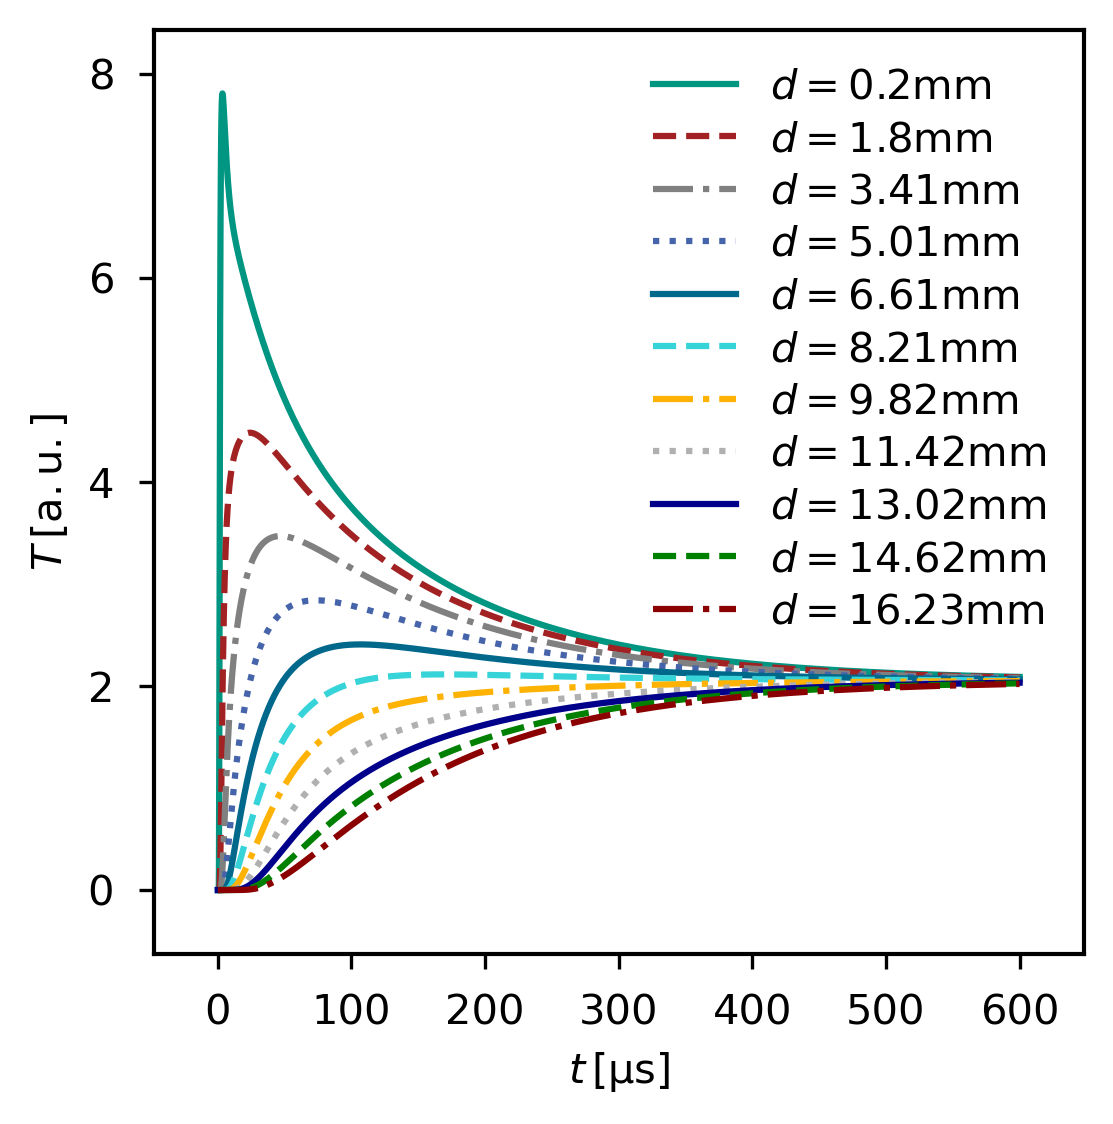 8
6
4
2
0
T [a.u.]
d = 0.2mm
d = 1.8mm
d = 3.41mm
d = 5.01mm
d = 6.61mm
d = 8.21mm
d = 9.82mm
d = 11.42mm
d = 13.02mm
d = 14.62mm
d = 16.23mm
0 100 200 300 400 500 600
t [µs]